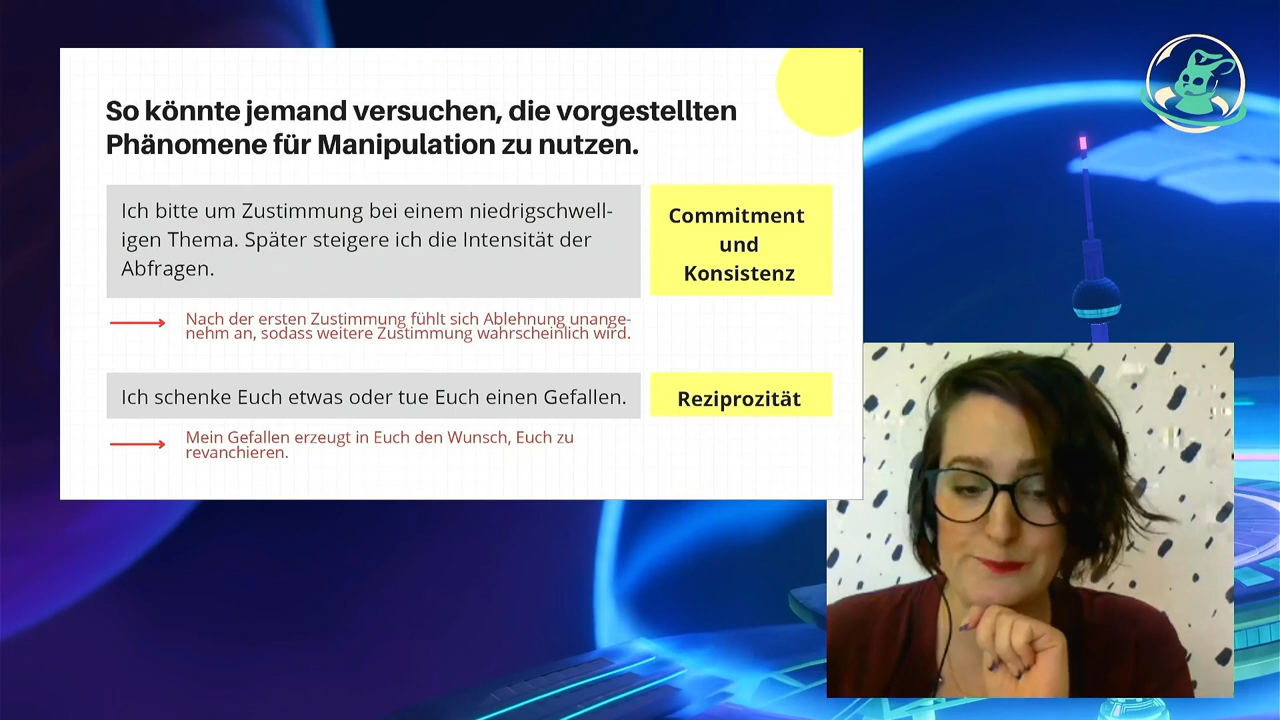 So könnte jemand versuchen, die vorgestellten
Phänomene für Manipulation zu nutzen.
Ich bitte um Zustimmung bei einem niedrigschwell-
igen Thema. Später steigere ich die Intensität der
Abfragen.
Commitment
und
Konsistenz
Nach der ersten Zustimmung fühlt sich Ablehnung unange-
nehm an, sodass weitere Zustimmung wahrscheinlich wird.
Ich schenke Euch etwas oder tue Euch einen Gefallen.
Reziprozität
Mein Gefallen erzeugt in Euch den Wunsch, Euch zu
revanchieren.